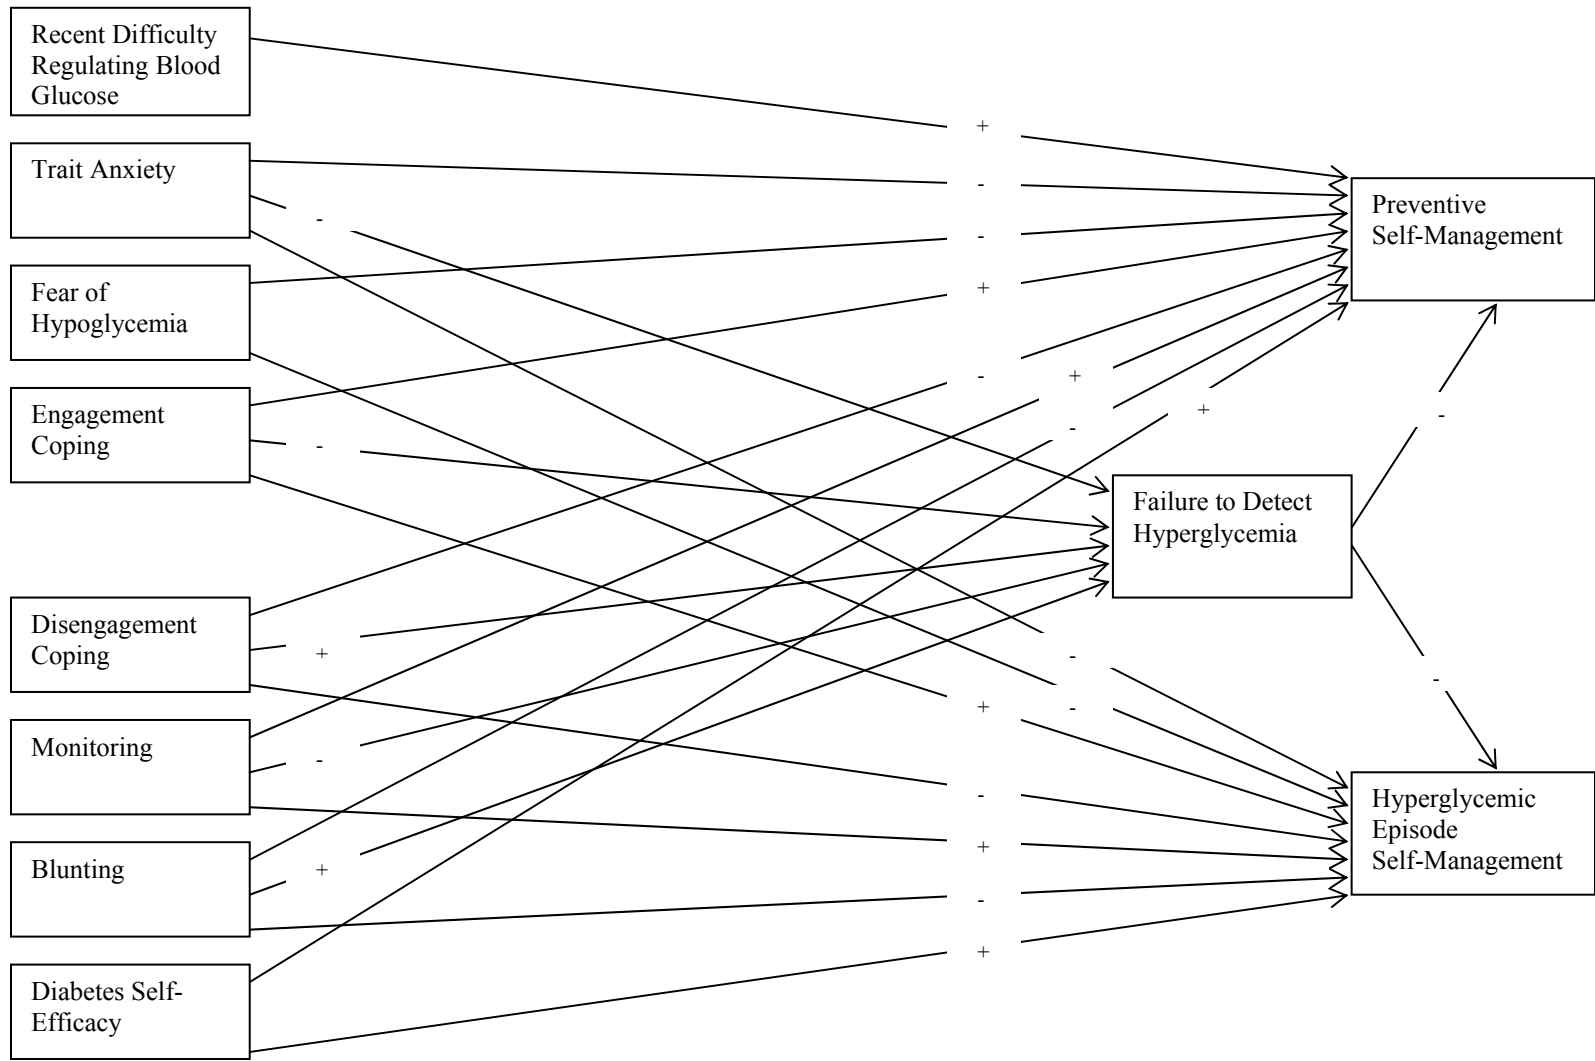 Recent Difficulty
Regulating Blood
Glucose
Trait Anxiety
Fear of
Hypoglycemia
Engagement
Coping
Disengagement
Coping
Monitoring
Blunting
Diabetes Self-
Efficacy
-
-
+
-
+
+
-
-
+
-
+
-
+
-
-
+
-
+
-
+
Failure to Detect
Hyperglycemia
-
-
Preventive
Self-Management
Hyperglycemic
Episode
Self-Management